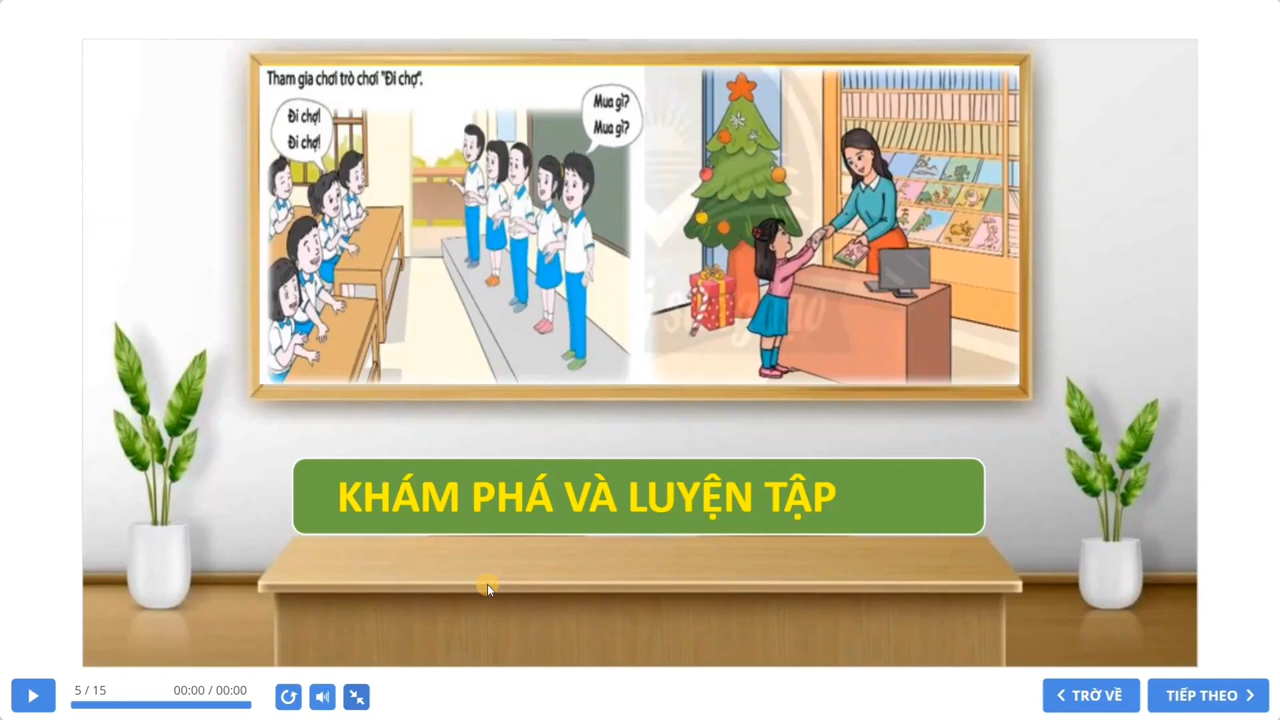 Tham gia chơi trò chơi "Đi chợ".
Đi chợ!
Đi chợ!
Mua gì?
Mua gì?
KHÁM PHÁ VÀ LUYỆN TẬP
5 / 15
00:00 / 00:00
TRỞ VỀ
TIẾP THEO